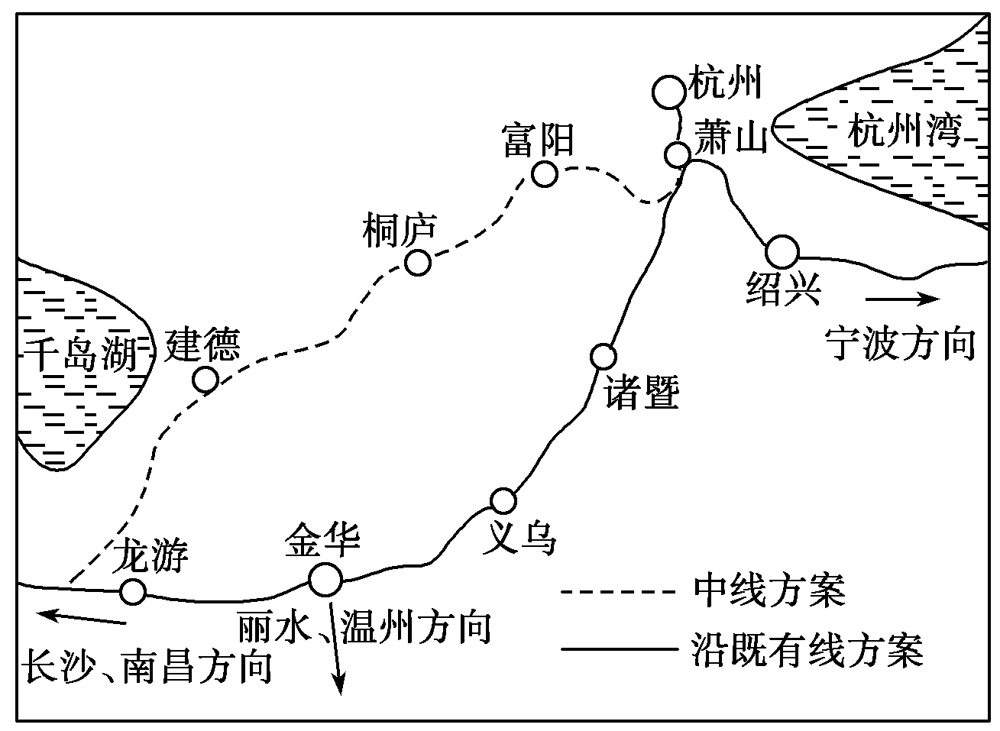 杭州
萧山
杭州湾
富阳
桐庐
绍兴
宁波方向
千岛湖
建德
诸暨
义乌
龙游
金华
丽水、温州方向
长沙、南昌方向
中线方案
沿既有线方案